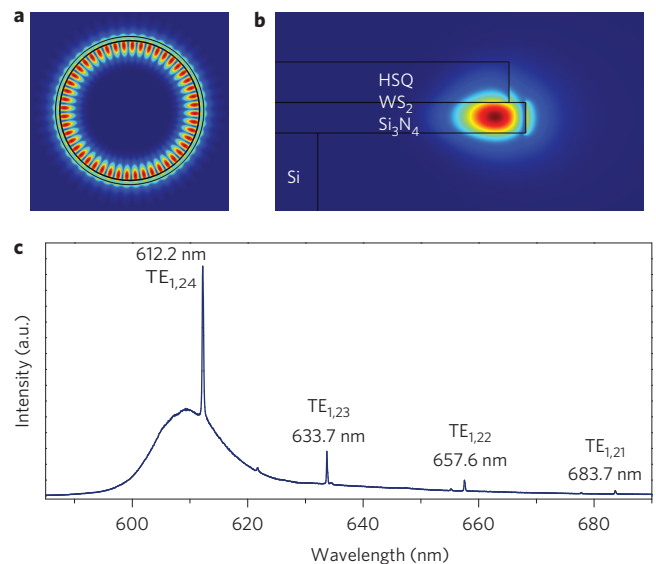 a
b
HSQ
WS₂
Si₃N₄
Si
c
612.2 nm
TE₁,₂₄
TE₁,₂₃
633.7 nm
TE₁,₂₂
657.6 nm
TE₁,₂₁
683.7 nm
Intensity (a.u.)
600 620 640 660 680
Wavelength (nm)